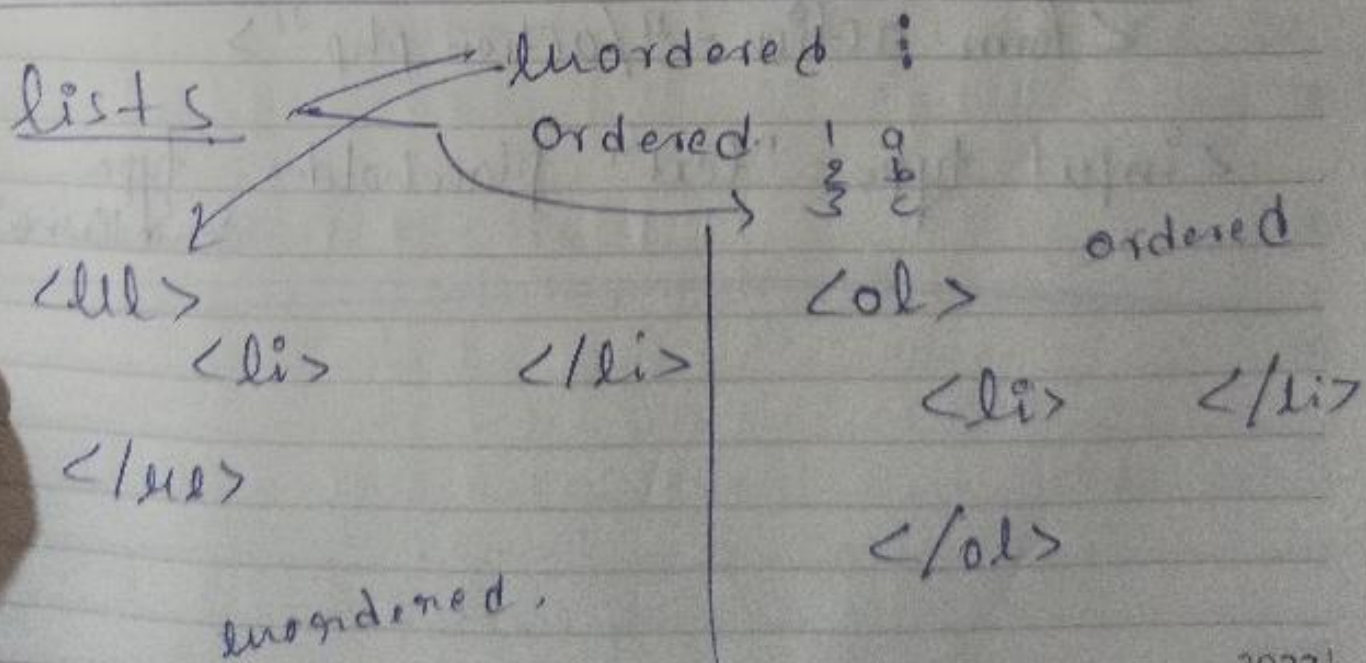 lists
unordered :
Ordered 1 a
2 b
3 c
<ul>
<li> </li>
</ul>
unordered.
ordered
<ol>
<li> </li>
</ol>